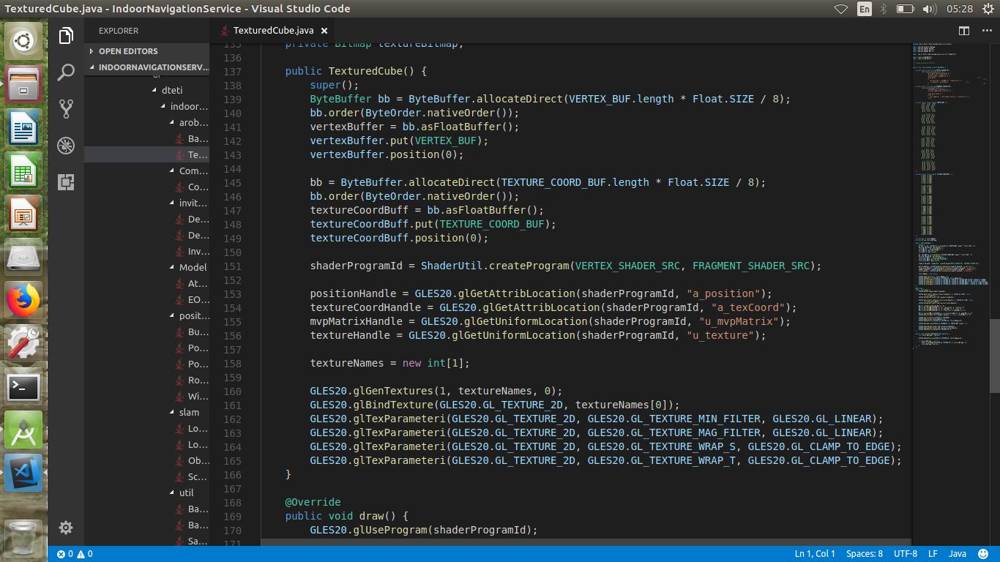 TexturedCube.java - IndoorNavigationService - Visual Studio Code
En
05:28
EXPLORER
OPEN EDITORS
INDOORNAVIGATIONSERV...
dteti
indoor...
arob...
Ba...
Te...
Com...
Co...
invit...
De...
De...
Inv...
Model
At...
EO...
posit...
Bu...
Po...
Po...
Ro...
Wi...
slam
Lo...
Lo...
Ob...
Sc...
util
Ba...
Ba...
Sa...
TexturedCube.java
135 private Bitmap textureBitmap;
136
137 public TexturedCube() {
138 super();
139 ByteBuffer bb = ByteBuffer.allocateDirect(VERTEX_BUF.length * Float.SIZE / 8);
140 bb.order(ByteOrder.nativeOrder());
141 vertexBuffer = bb.asFloatBuffer();
142 vertexBuffer.put(VERTEX_BUF);
143 vertexBuffer.position(0);
144
145 bb = ByteBuffer.allocateDirect(TEXTURE_COORD_BUF.length * Float.SIZE / 8);
146 bb.order(ByteOrder.nativeOrder());
147 textureCoordBuff = bb.asFloatBuffer();
148 textureCoordBuff.put(TEXTURE_COORD_BUF);
149 textureCoordBuff.position(0);
150
151 shaderProgramId = ShaderUtil.createProgram(VERTEX_SHADER_SRC, FRAGMENT_SHADER_SRC);
152
153 positionHandle = GLES20.glGetAttribLocation(shaderProgramId, "a_position");
154 textureCoordHandle = GLES20.glGetAttribLocation(shaderProgramId, "a_texCoord");
155 mvpMatrixHandle = GLES20.glGetUniformLocation(shaderProgramId, "u_mvpMatrix");
156 textureHandle = GLES20.glGetUniformLocation(shaderProgramId, "u_texture");
157
158 textureNames = new int[1];
159
160 GLES20.glGenTextures(1, textureNames, 0);
161 GLES20.glBindTexture(GLES20.GL_TEXTURE_2D, textureNames[0]);
162 GLES20.glTexParameteri(GLES20.GL_TEXTURE_2D, GLES20.GL_TEXTURE_MIN_FILTER, GLES20.GL_LINEAR);
163 GLES20.glTexParameteri(GLES20.GL_TEXTURE_2D, GLES20.GL_TEXTURE_MAG_FILTER, GLES20.GL_LINEAR);
164 GLES20.glTexParameteri(GLES20.GL_TEXTURE_2D, GLES20.GL_TEXTURE_WRAP_S, GLES20.GL_CLAMP_TO_EDGE);
165 GLES20.glTexParameteri(GLES20.GL_TEXTURE_2D, GLES20.GL_TEXTURE_WRAP_T, GLES20.GL_CLAMP_TO_EDGE);
166 }
167
168 @Override
169 public void draw() {
170 GLES20.glUseProgram(shaderProgramId);
171
0
0
Ln 1, Col 1
Spaces: 8
UTF-8
LF
Java